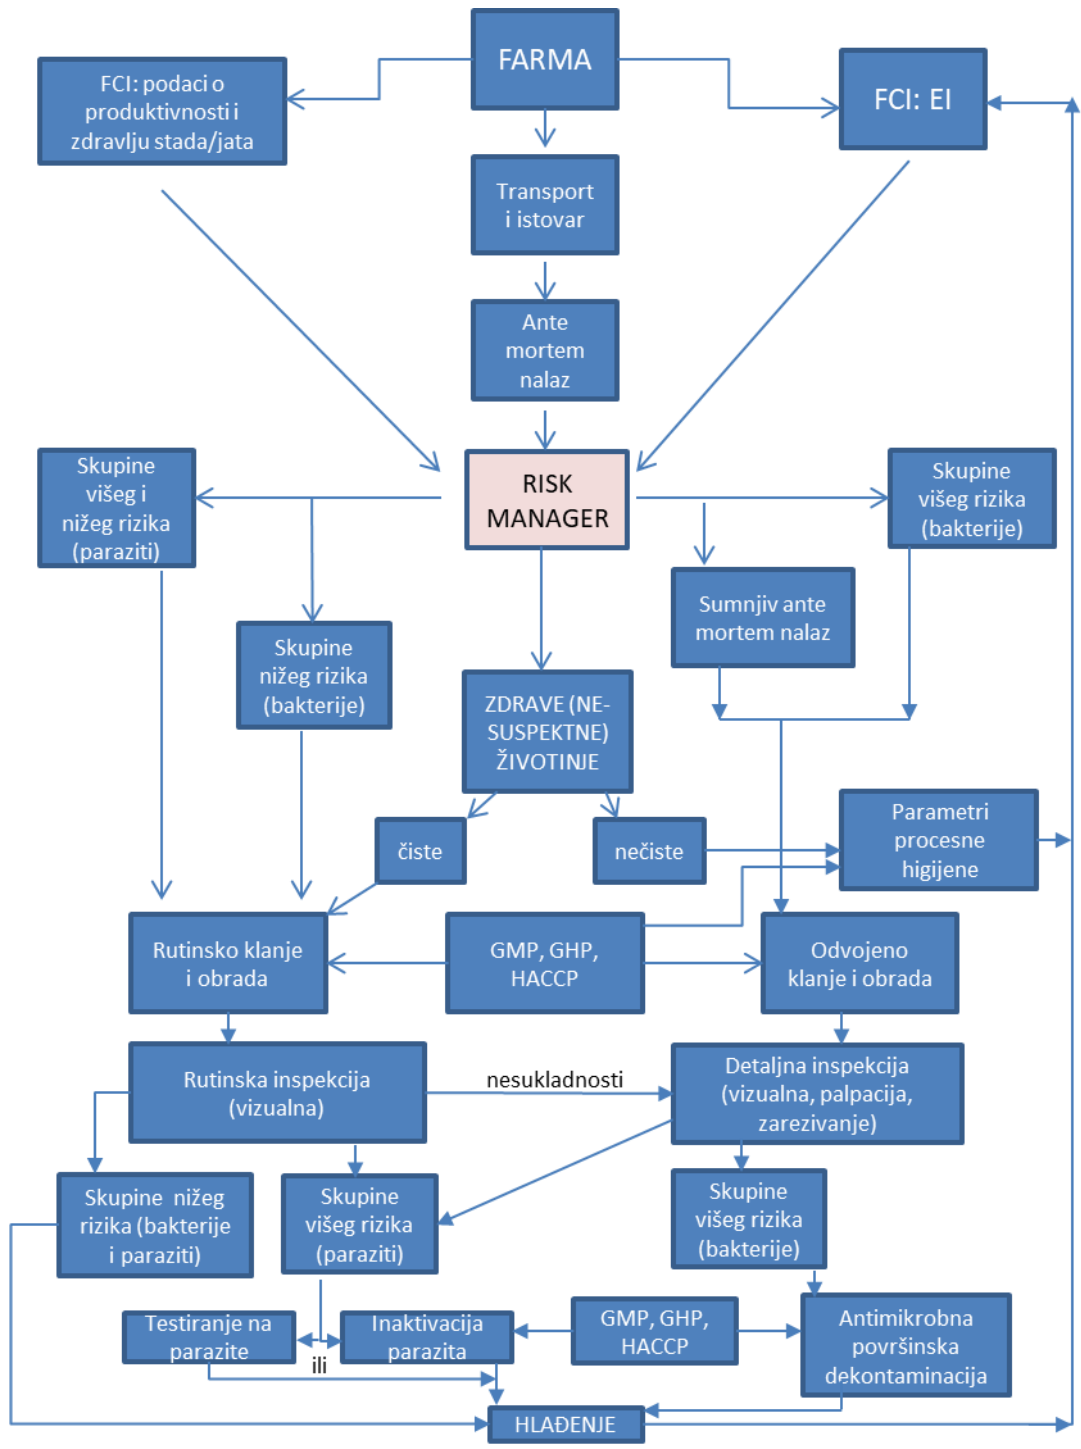 FARMA
FCI: podaci o
produktivnosti i
zdravlju stada/jata
FCI: EI
Transport
i istovar
Ante
mortem
nalaz
RISK
MANAGER
Skupine
višeg i
nižeg rizika
(paraziti)
Skupine
višeg rizika
(bakterije)
Sumnjiv ante
mortem nalaz
Skupine
nižeg rizika
(bakterije)
ZDRAVE (NE-
SUSPEKTNE)
ŽIVOTINJE
čiste
nečiste
Parametri
procesne
higijene
Rutinsko klanje
i obrada
GMP, GHP,
HACCP
Odvojeno
klanje i obrada
Rutinska inspekcija
(vizualna)
nesukladnosti
Detaljna inspekcija
(vizualna, palpacija,
zarezivanje)
Skupine nižeg
rizika (bakterije
i paraziti)
Skupine
višeg rizika
(paraziti)
Skupine
višeg rizika
(bakterije)
Testiranje na
parazite
ili
Inaktivacija
parazita
GMP, GHP,
HACCP
Antimikrobna
površinska
dekontaminacija
HLAĐENJE